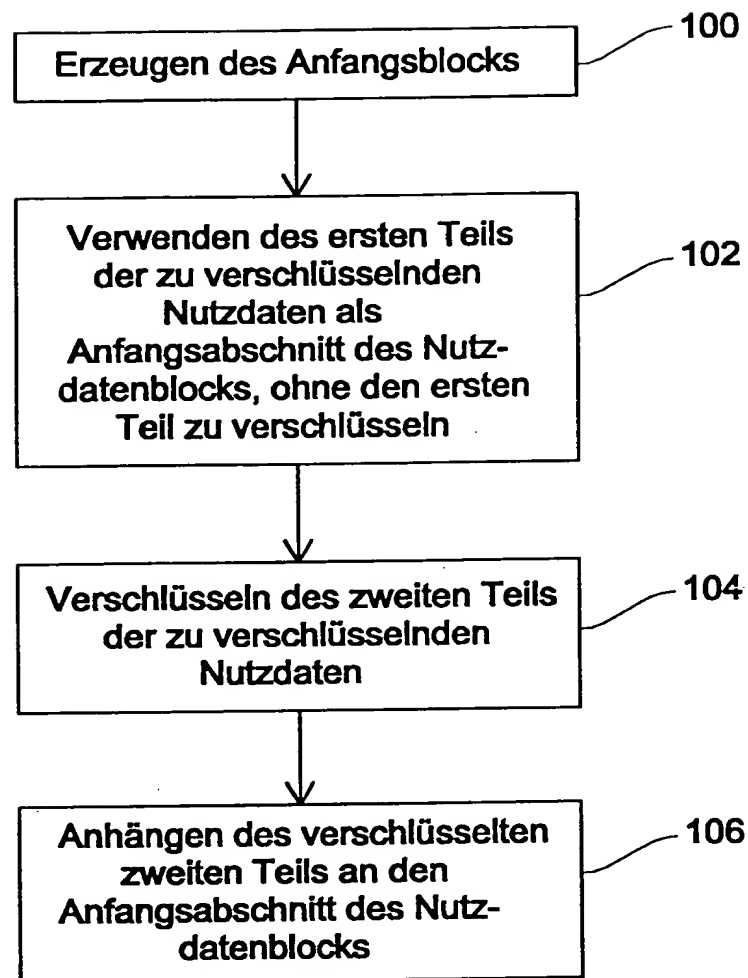 100
Erzeugen des Anfangsblocks
Verwenden des ersten Teils
der zu verschlüsselnden
Nutzdaten als
Anfangsabschnitt des Nutz-
datenblocks, ohne den ersten
Teil zu verschlüsseln
102
Verschlüsseln des zweiten Teils
der zu verschlüsselnden
Nutzdaten
104
Anhängen des verschlüsselten
zweiten Teils an den
Anfangsabschnitt des Nutz-
datenblocks
106